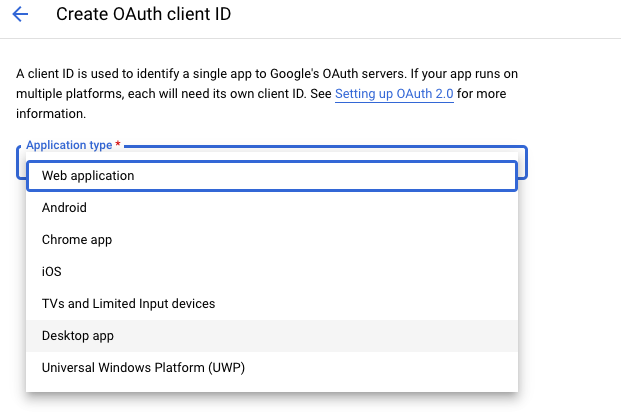 Create OAuth client ID
A client ID is used to identify a single app to Google's OAuth servers. If your app runs on
multiple platforms, each will need its own client ID. See Setting up OAuth 2.0 for more
information.
Application type *
Web application
Android
Chrome app
iOS
TVs and Limited Input devices
Desktop app
Universal Windows Platform (UWP)